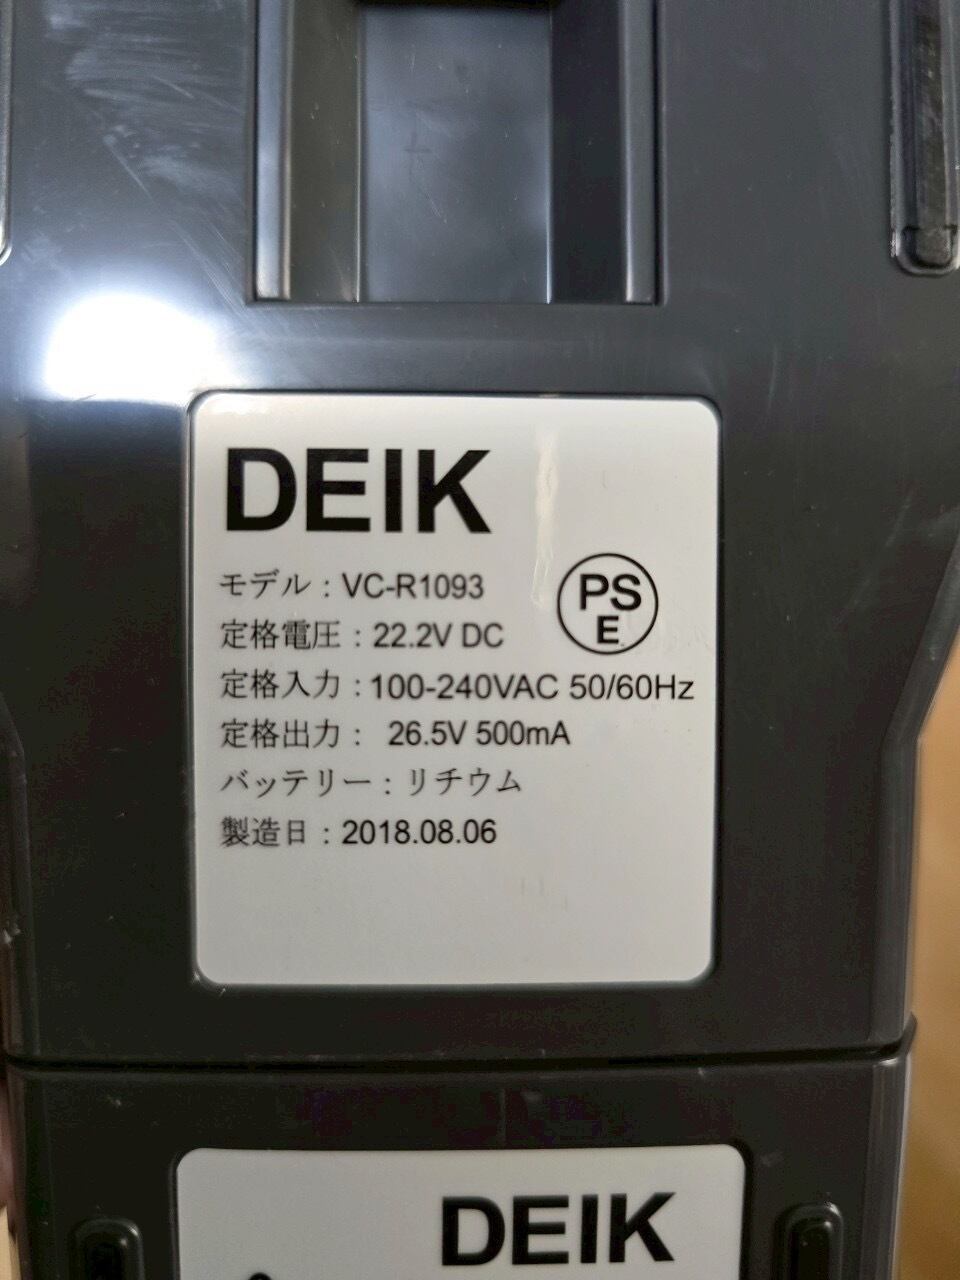 DEIK
モデル：VC-R1093
PS
E
定格電圧：22.2V DC
定格入力：100-240VAC 50/60Hz
定格出力： 26.5V 500mA
バッテリー：リチウム
製造日：2018.08.06
DEIK